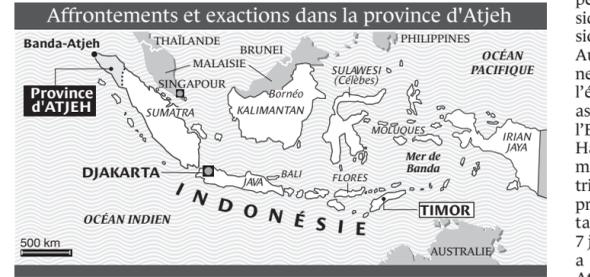 Affrontements et exactions dans la province d'Atjeh
Banda-Atjeh
THAÏLANDE
BRUNEI
PHILIPPINES
MALAISIE
OCÉAN
PACIFIQUE
SINGAPOUR
Province
d'ATJEH
SULAWESI
(Célèbes)
Bornéo
KALIMANTAN
SUMATRA
MOLUQUES
IRIAN
JAYA
Mer de
Banda
DJAKARTA
JAVA
BALI
FLORES
INDONÉSIE
TIMOR
OCÉAN INDIEN
500 km
AUSTRALIE